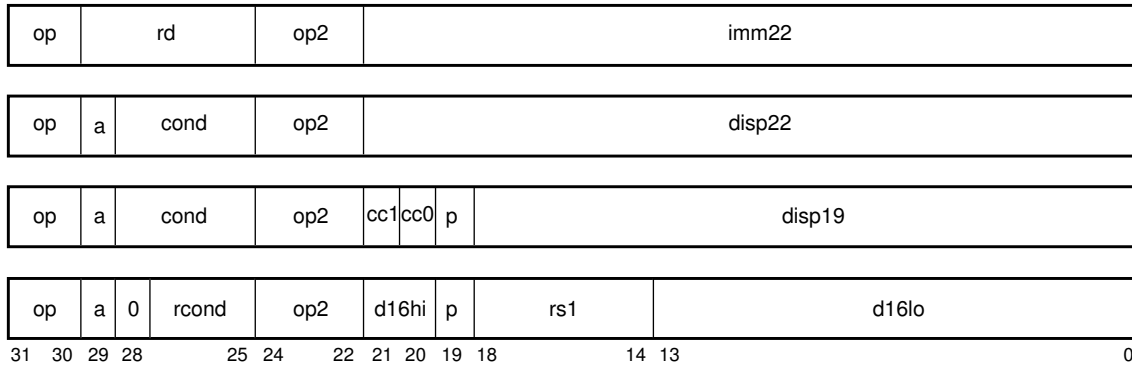 op rd op2 imm22
op a cond op2 disp22
op a cond op2 cc1 cc0 p disp19
op a 0 rcond op2 d16hi p rs1 d16lo
31 30 29 28 25 24 22 21 20 19 18 14 13 0